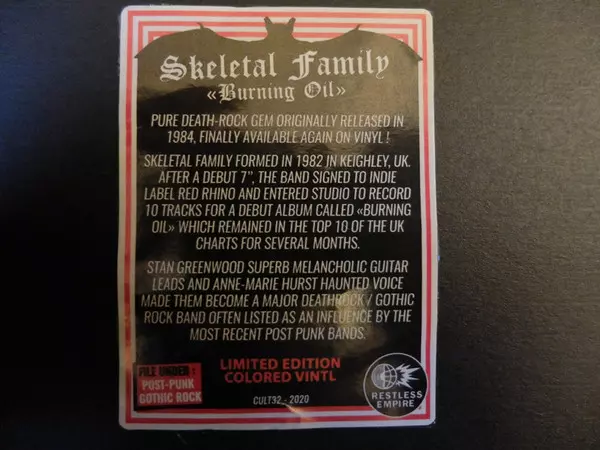 Skeletal Family
«Burning Oil»
PURE DEATH-ROCK GEM ORIGINALLY RELEASED IN
1984, FINALLY AVAILABLE AGAIN ON VINYL !
SKELETAL FAMILY FORMED IN 1982 IN KEIGHLEY, UK.
AFTER A DEBUT 7", THE BAND SIGNED TO INDIE
LABEL RED RHINO AND ENTERED STUDIO TO RECORD
10 TRACKS FOR A DEBUT ALBUM CALLED «BURNING
OIL» WHICH REMAINED IN THE TOP 10 OF THE UK
CHARTS FOR SEVERAL MONTHS.
STAN GREENWOOD SUPERB MELANCHOLIC GUITAR
LEADS AND ANNE-MARIE HURST HAUNTED VOICE
MADE THEM BECOME A MAJOR DEATHROCK / GOTHIC
ROCK BAND OFTEN LISTED AS AN INFLUENCE BY THE
MOST RECENT POST PUNK BANDS.
FILE UNDER :
POST-PUNK
GOTHIC ROCK
LIMITED EDITION
COLORED VINTL
CULT32 - 2020
RESTLESS
EMPIRE